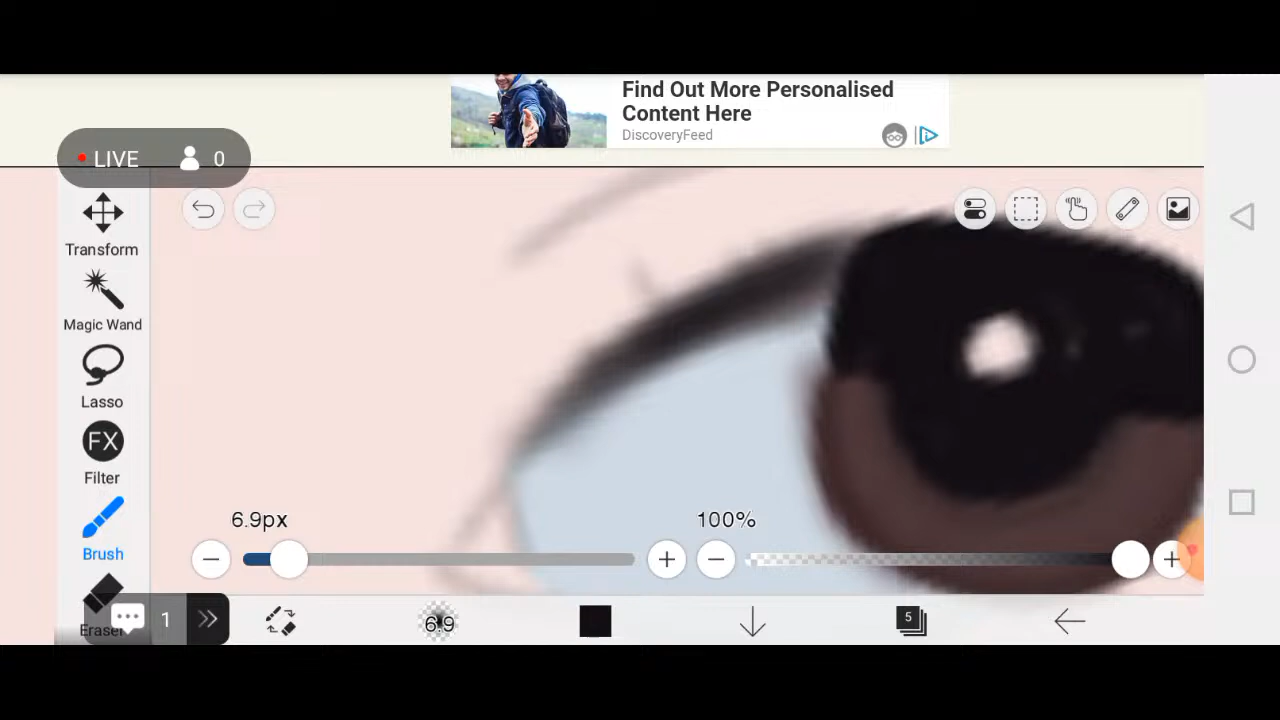 Find Out More Personalised
Content Here
DiscoveryFeed
LIVE 0
Transform
Magic Wand
Lasso
FX
Filter
6.9px
100%
Brush
Eraser
1
6.9
5